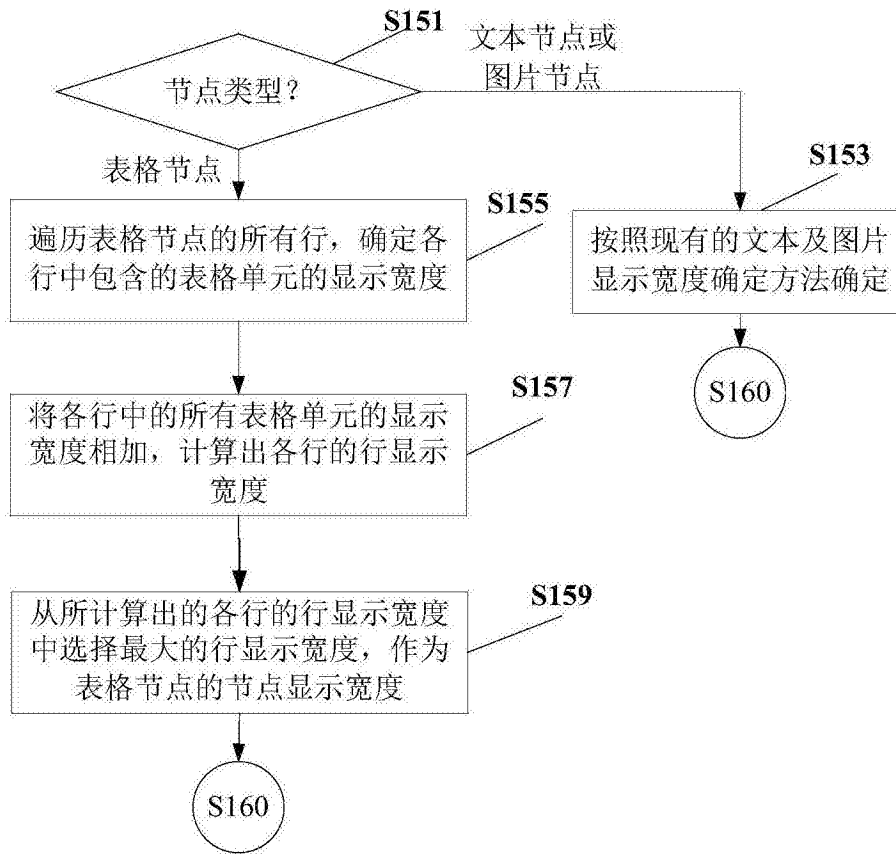 S151
节点类型？
文本节点或
图片节点
表格节点
S153
S155
遍历表格节点的所有行，确定各
行中包含的表格单元的显示宽度
按照现有的文本及图片
显示宽度确定方法确定
S160
S157
将各行中的所有表格单元的显示
宽度相加，计算出各行的行显示
宽度
S159
从所计算出的各行的行显示宽度
中选择最大的行显示宽度，作为
表格节点的节点显示宽度
S160